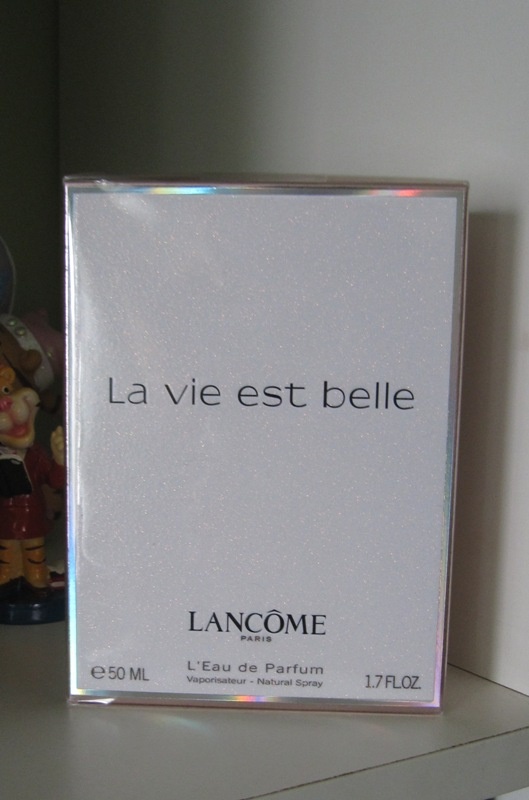 La vie est belle
LANCÔME
PARIS
L'Eau de Parfum
Vaporisateur - Natural Spray
℮ 50 ML
1.7 FL.OZ.